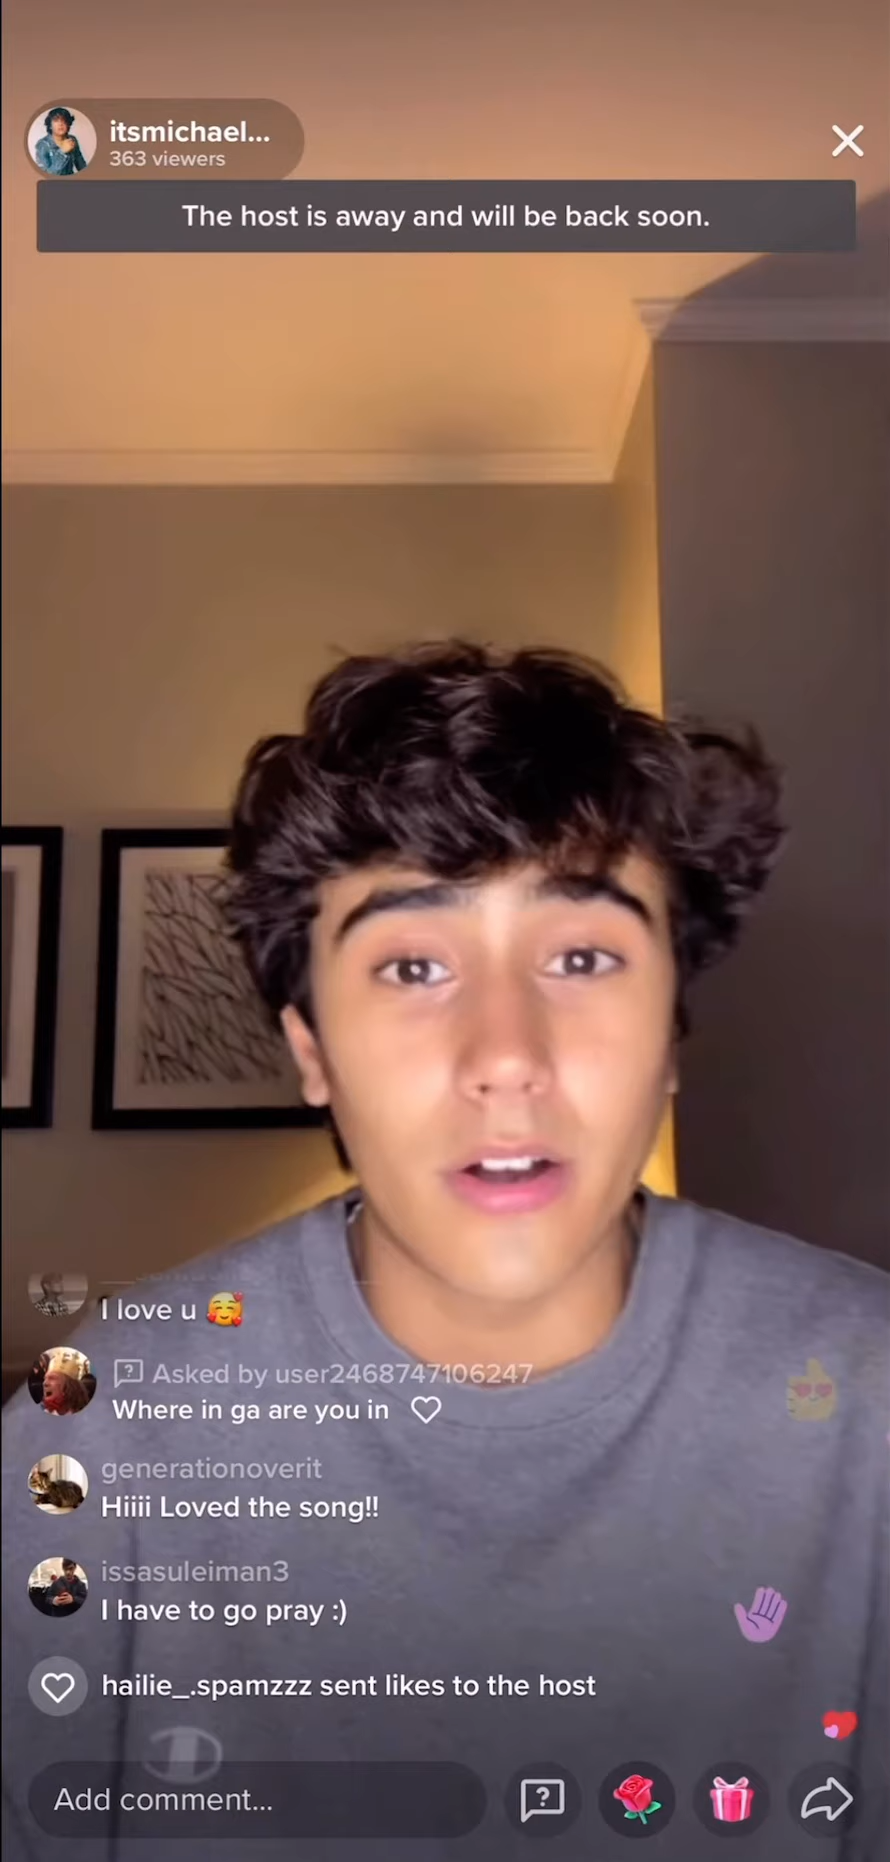 itsmichael...
363 viewers
The host is away and will be back soon.
I love u 🥰
Asked by user2468747106247
Where in ga are you in
generationoverit
Hiiii Loved the song!!
issasuleiman3
I have to go pray :)
hailie_.spamzzz sent likes to the host
Add comment...